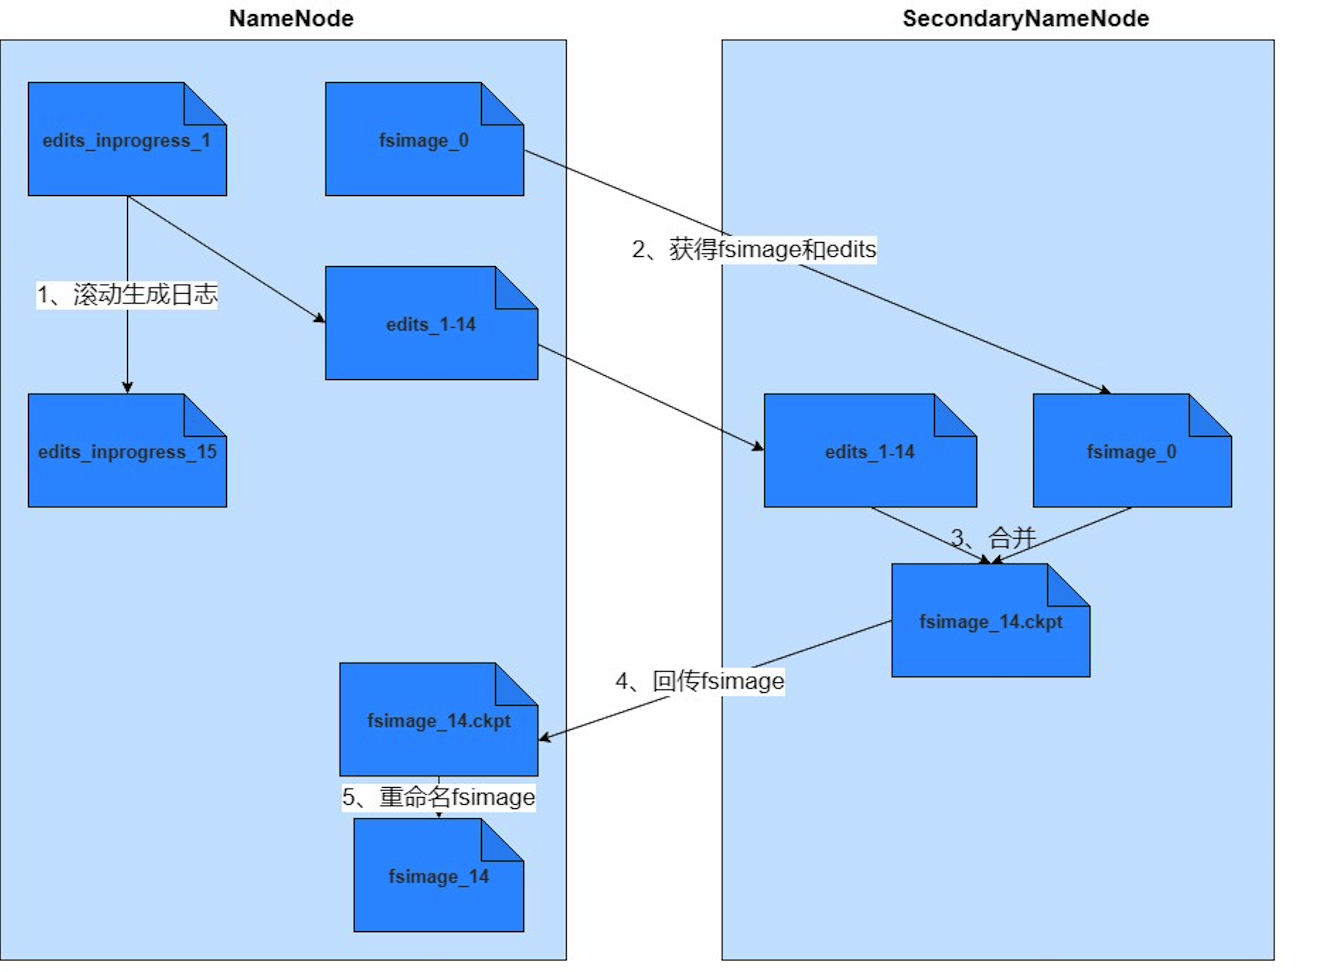 NameNode
SecondaryNameNode
edits_inprogress_1
fsimage_0
2、获得fsimage和edits
1、滚动生成日志
edits_1-14
edits_inprogress_15
edits_1-14
fsimage_0
3、合并
fsimage_14.ckpt
4、回传fsimage
fsimage_14.ckpt
5、重命名fsimage
fsimage_14